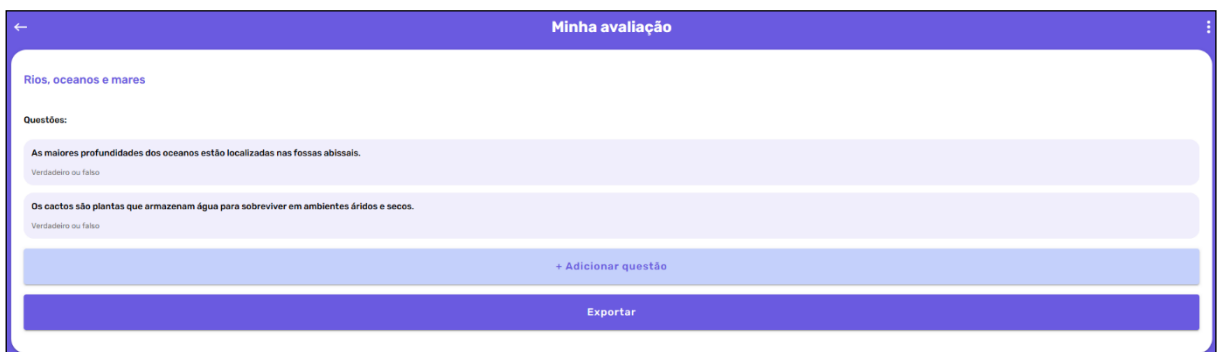 Minha avaliação
Rios, oceanos e mares
Questões:
As maiores profundidades dos oceanos estão localizadas nas fossas abissais.
Verdadeiro ou falso
Os cactos são plantas que armazenam água para sobreviver em ambientes áridos e secos.
Verdadeiro ou falso
+ Adicionar questão
Exportar